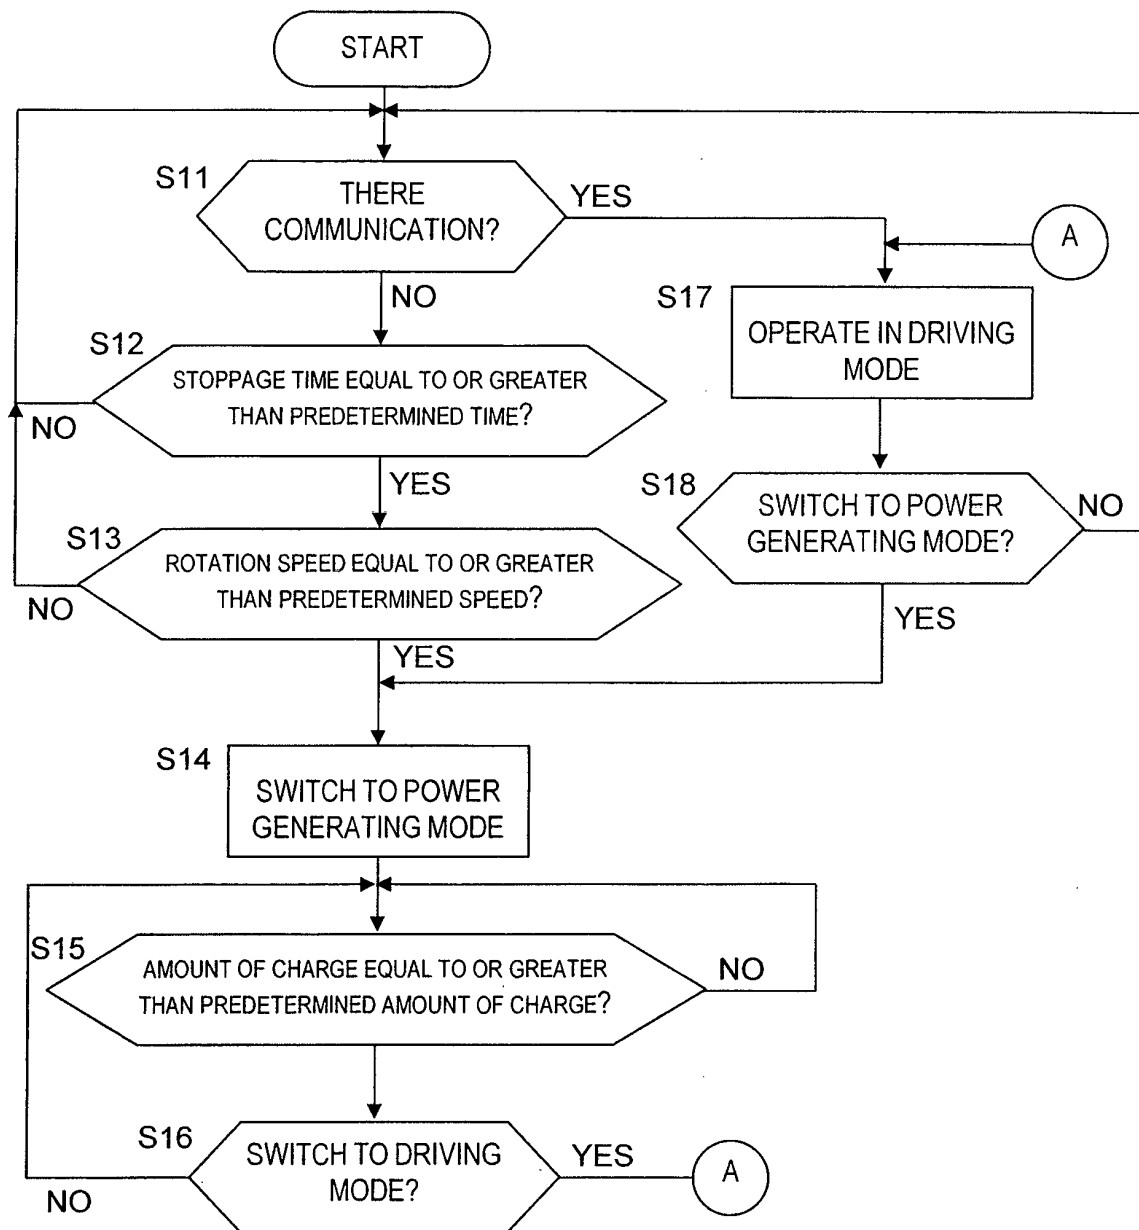 START
S11
THERE
COMMUNICATION?
YES
A
NO
S17
OPERATE IN DRIVING
MODE
S12
STOPPAGE TIME EQUAL TO OR GREATER
THAN PREDETERMINED TIME?
NO
YES
S18
SWITCH TO POWER
GENERATING MODE?
NO
S13
ROTATION SPEED EQUAL TO OR GREATER
THAN PREDETERMINED SPEED?
NO
YES
YES
S14
SWITCH TO POWER
GENERATING MODE
S15
AMOUNT OF CHARGE EQUAL TO OR GREATER
THAN PREDETERMINED AMOUNT OF CHARGE?
NO
S16
SWITCH TO DRIVING
MODE?
YES
A
NO